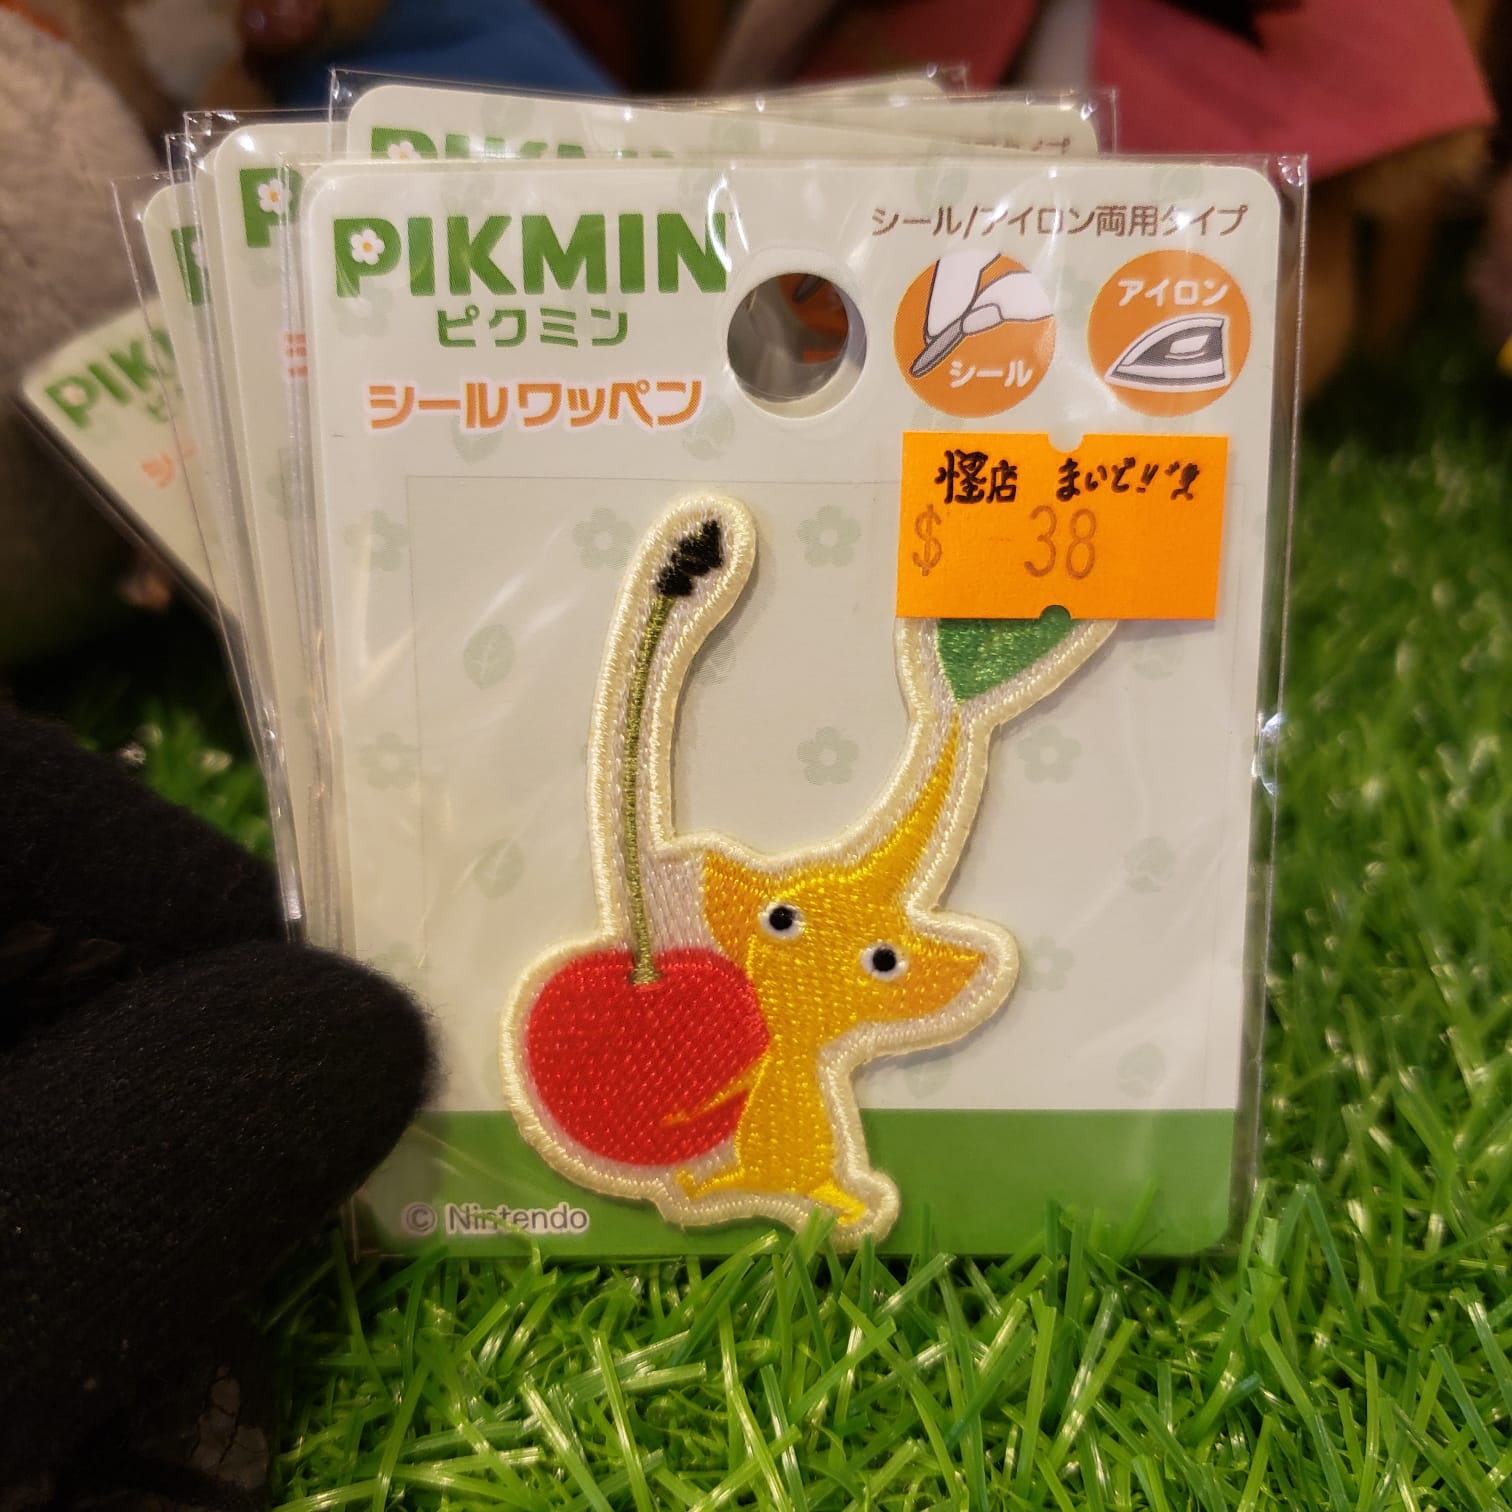 PIKMIN
ピクミン
シールワッペン
シール/アイロン両用タイプ
シール
アイロン
怪店 まいど!!
$ 38
© Nintendo
PIKMIN
PIK